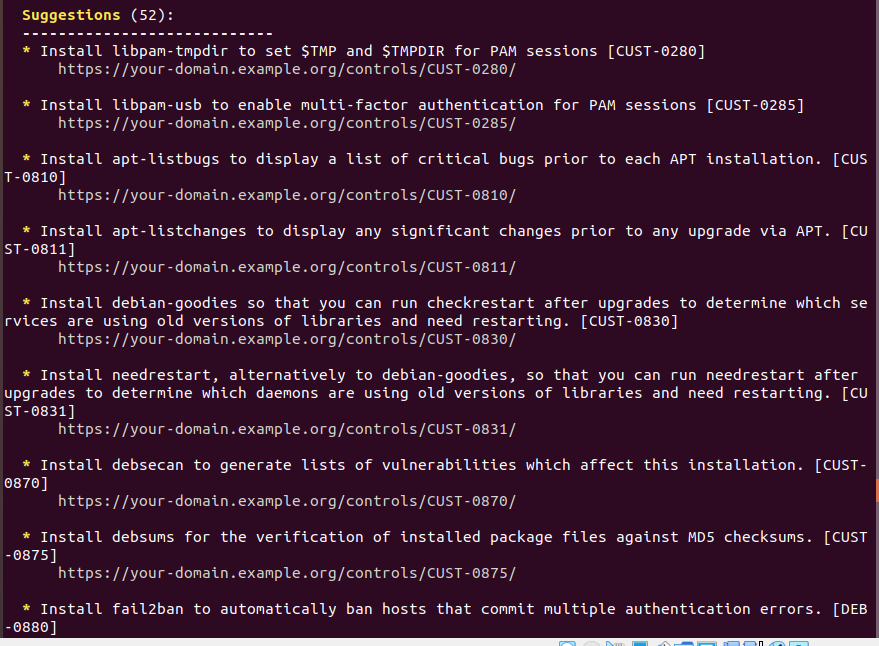 Suggestions (52):
----------------------------
* Install libpam-tmpdir to set $TMP and $TMPDIR for PAM sessions [CUST-0280]
https://your-domain.example.org/controls/CUST-0280/
* Install libpam-usb to enable multi-factor authentication for PAM sessions [CUST-0285]
https://your-domain.example.org/controls/CUST-0285/
* Install apt-listbugs to display a list of critical bugs prior to each APT installation. [CUS
T-0810]
https://your-domain.example.org/controls/CUST-0810/
* Install apt-listchanges to display any significant changes prior to any upgrade via APT. [CU
ST-0811]
https://your-domain.example.org/controls/CUST-0811/
* Install debian-goodies so that you can run checkrestart after upgrades to determine which se
rvices are using old versions of libraries and need restarting. [CUST-0830]
https://your-domain.example.org/controls/CUST-0830/
* Install needrestart, alternatively to debian-goodies, so that you can run needrestart after
upgrades to determine which daemons are using old versions of libraries and need restarting. [CU
ST-0831]
https://your-domain.example.org/controls/CUST-0831/
* Install debsecan to generate lists of vulnerabilities which affect this installation. [CUST-
0870]
https://your-domain.example.org/controls/CUST-0870/
* Install debsums for the verification of installed package files against MD5 checksums. [CUST
-0875]
https://your-domain.example.org/controls/CUST-0875/
* Install fail2ban to automatically ban hosts that commit multiple authentication errors. [DEB
-0880]